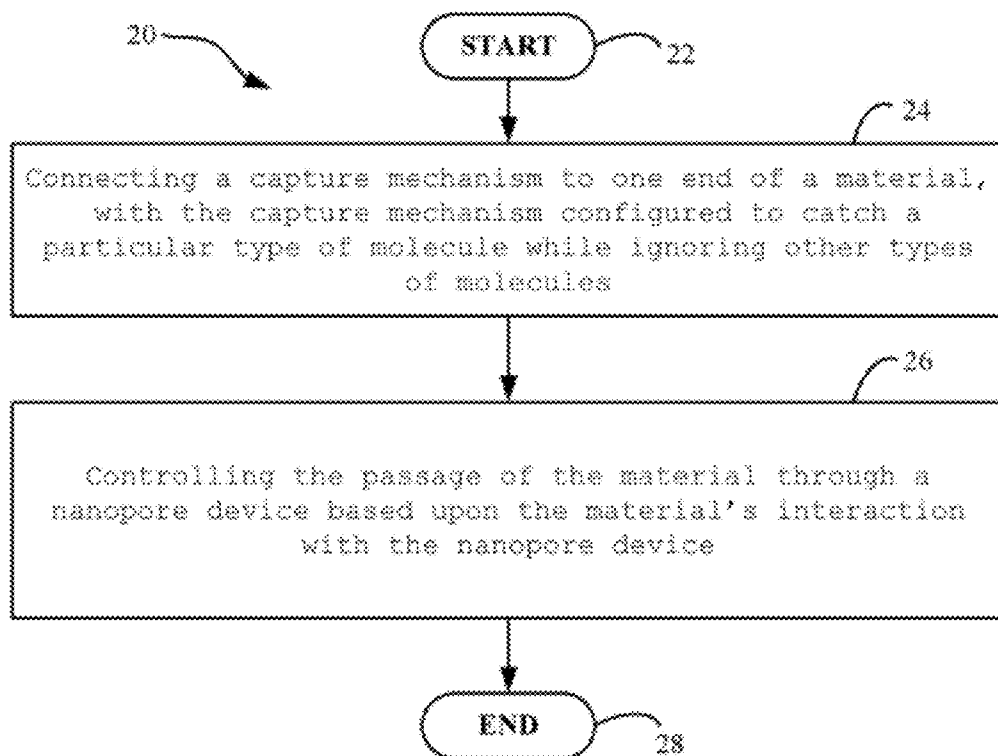 20
START
22
24
Connecting a capture mechanism to one end of a material,
with the capture mechanism configured to catch a
particular type of molecule while ignoring other types
of molecules
26
Controlling the passage of the material through a
nanopore device based upon the material's interaction
with the nanopore device
END
28